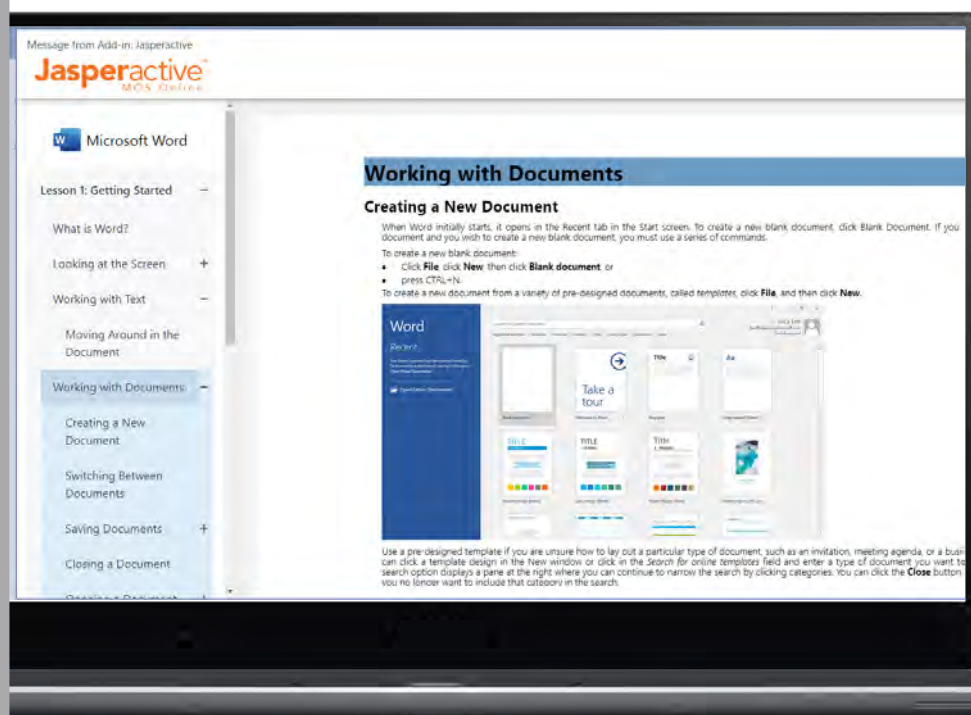 Message from Add-in: Jasperactive
Jasperactive
MOS Online
Microsoft Word
Lesson 1: Getting Started −
What is Word?
Looking at the Screen +
Working with Text −
Moving Around in the
Document
Working with Documents −
Creating a New
Document
Switching Between
Documents
Saving Documents +
Closing a Document
Working with Documents
Creating a New Document
When Word initially starts, it opens in the Recent tab in the Start screen. To create a new blank document, click Blank Document. If you
document and you wish to create a new blank document, you must use a series of commands.
To create a new blank document:
• Click File, click New, then click Blank document, or
• press CTRL+N.
To create a new document from a variety of pre-designed documents, called templates, click File, and then click New.
Word
Recent
Take a
tour
Title
Aa
TITLE
TITLE
TITLE
Use a pre-designed template if you are unsure how to lay out a particular type of document, such as an invitation, meeting agenda, or a busi
can click a template design in the New window or click in the Search for online templates field and enter a type of document you want to
search option displays a pane at the right where you can continue to narrow the search by clicking categories. You can click the Close button
you no longer want to include that category in the search.